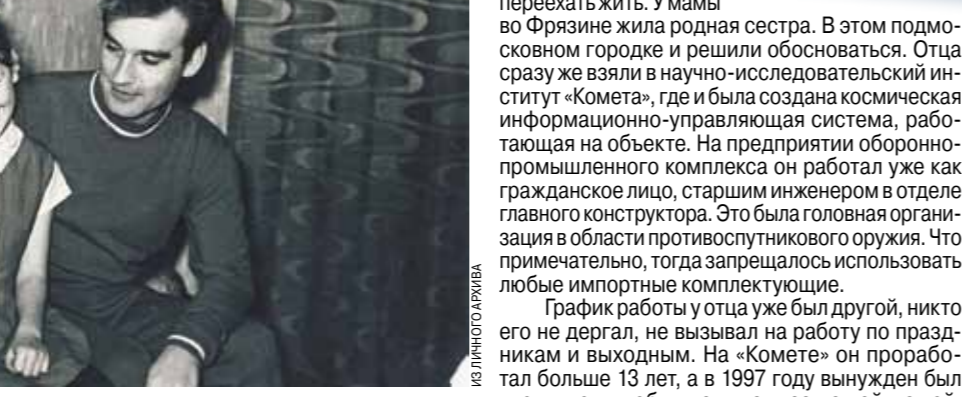 переехать жить. У мамы
во Фрязине жила родная сестра. В этом подмо-
сковном городке и решили обосноваться. Отца
сразу же взяли в научно-исследовательский ин-
ститут «Комета», где и была создана космическая
информационно-управляющая система, рабо-
тающая на объекте. На предприятии оборонно-
промышленного комплекса он работал уже как
гражданское лицо, старшим инженером в отделе
главного конструктора. Это была головная органи-
зация в области противоспутникового оружия. Что
примечательно, тогда запрещалось использовать
любые импортные комплектующие.
График работы у отца уже был другой, никто
его не дергал, не вызывал на работу по празд-
никам и выходным. На «Комете» он прорабо-
тал больше 13 лет, а в 1997 году вынужден был
ИЗ ЛИЧНОГО АРХИВА